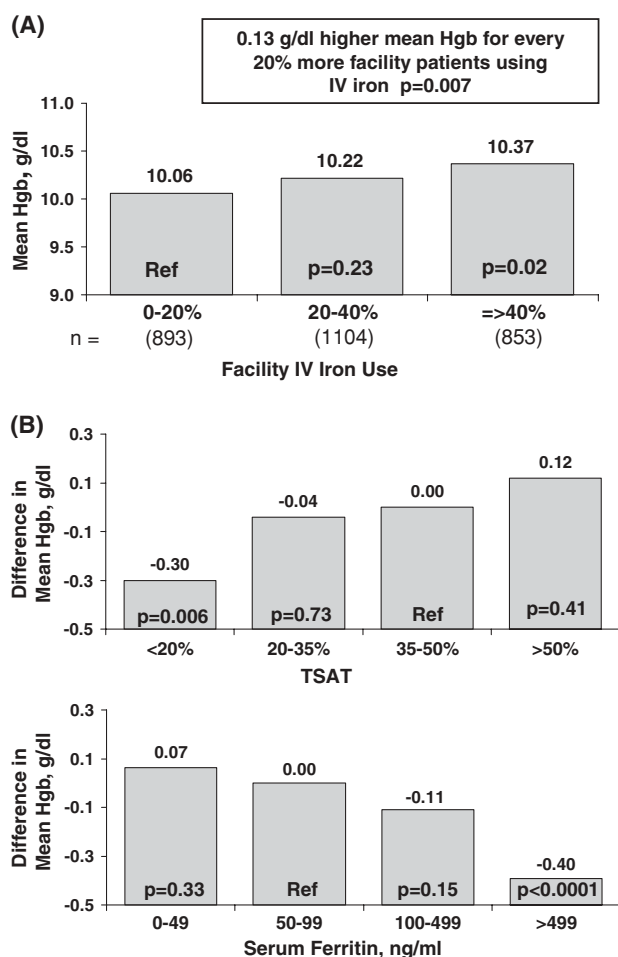 (A)
0.13 g/dl higher mean Hgb for every
20% more facility patients using
IV iron p=0.007
Mean Hgb, g/dl
11.0
10.5
10.0
9.5
9.0
10.06
10.22
10.37
Ref
p=0.23
p=0.02
0-20%
20-40%
=>40%
n =
(893)
(1104)
(853)
Facility IV Iron Use
(B)
Difference in
Mean Hgb, g/dl
0.3
0.1
-0.1
-0.3
-0.5
-0.30
-0.04
0.00
0.12
p=0.006
p=0.73
Ref
p=0.41
<20%
20-35%
35-50%
>50%
TSAT
Difference in
Mean Hgb, g/dl
0.3
0.1
-0.1
-0.3
-0.5
0.07
0.00
-0.11
-0.40
p=0.33
Ref
p=0.15
p<0.0001
0-49
50-99
100-499
>499
Serum Ferritin, ng/ml